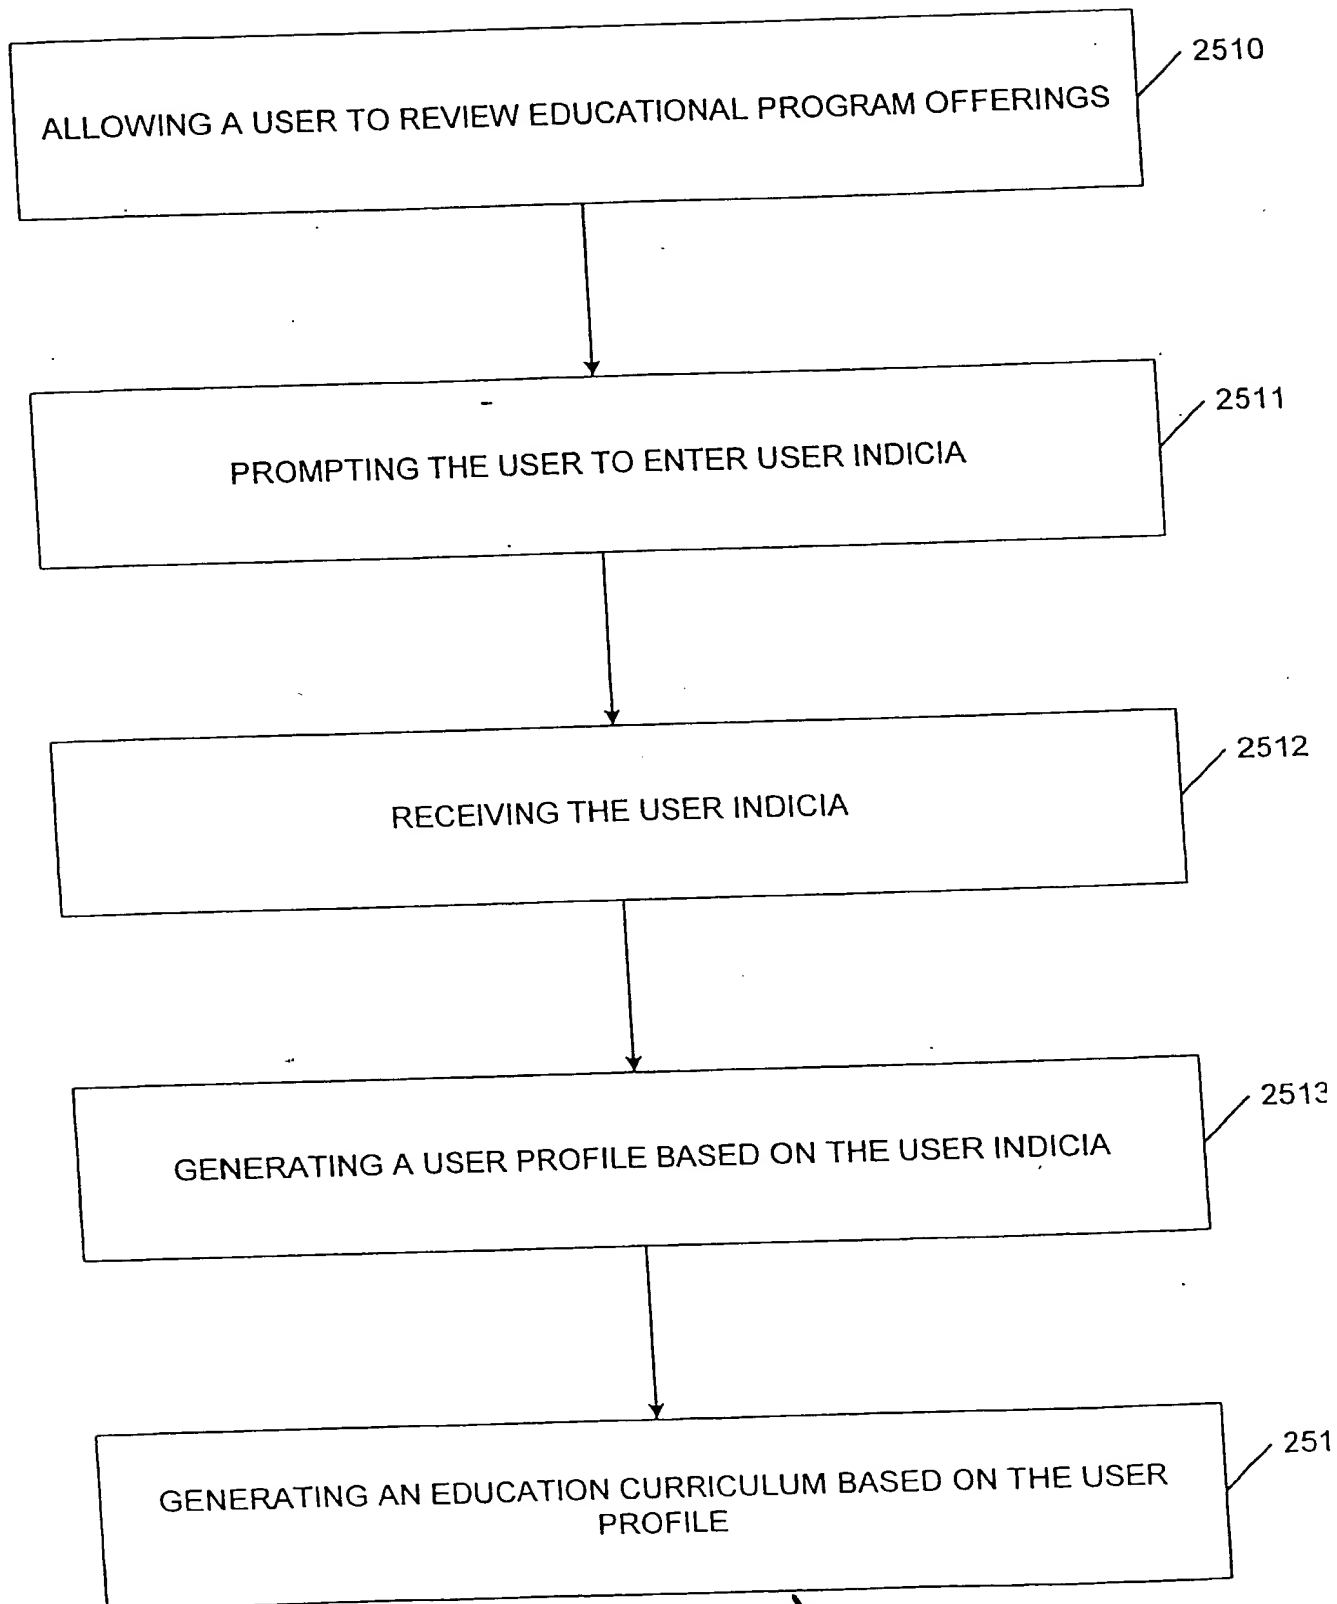 2510
ALLOWING A USER TO REVIEW EDUCATIONAL PROGRAM OFFERINGS
2511
PROMPTING THE USER TO ENTER USER INDICIA
2512
RECEIVING THE USER INDICIA
2513
GENERATING A USER PROFILE BASED ON THE USER INDICIA
251
GENERATING AN EDUCATION CURRICULUM BASED ON THE USER
PROFILE